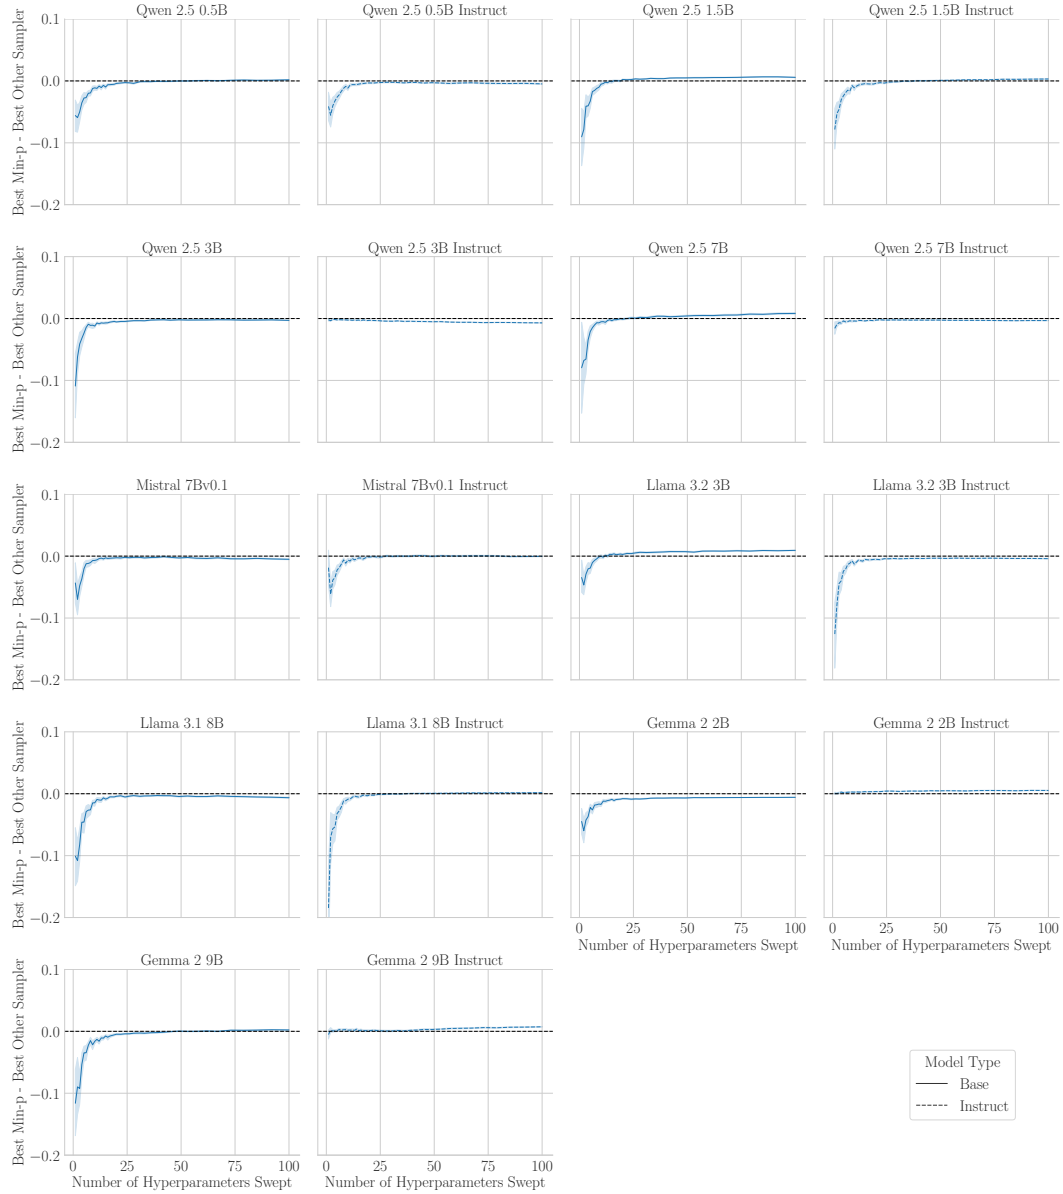 Qwen 2.5 0.5B
Qwen 2.5 0.5B Instruct
Qwen 2.5 1.5B
Qwen 2.5 1.5B Instruct
Best Min-p - Best Other Sampler
0.1
0.0
−0.1
−0.2
Qwen 2.5 3B
Qwen 2.5 3B Instruct
Qwen 2.5 7B
Qwen 2.5 7B Instruct
Best Min-p - Best Other Sampler
0.1
0.0
−0.1
−0.2
Mistral 7Bv0.1
Mistral 7Bv0.1 Instruct
Llama 3.2 3B
Llama 3.2 3B Instruct
Best Min-p - Best Other Sampler
0.1
0.0
−0.1
−0.2
Llama 3.1 8B
Llama 3.1 8B Instruct
Gemma 2 2B
Gemma 2 2B Instruct
Best Min-p - Best Other Sampler
0.1
0.0
−0.1
−0.2
0 25 50 75 100
Number of Hyperparameters Swept
0 25 50 75 100
Number of Hyperparameters Swept
Gemma 2 9B
Gemma 2 9B Instruct
Best Min-p - Best Other Sampler
0.1
0.0
−0.1
−0.2
0 25 50 75 100
Number of Hyperparameters Swept
0 25 50 75 100
Number of Hyperparameters Swept
Model Type
Base
Instruct